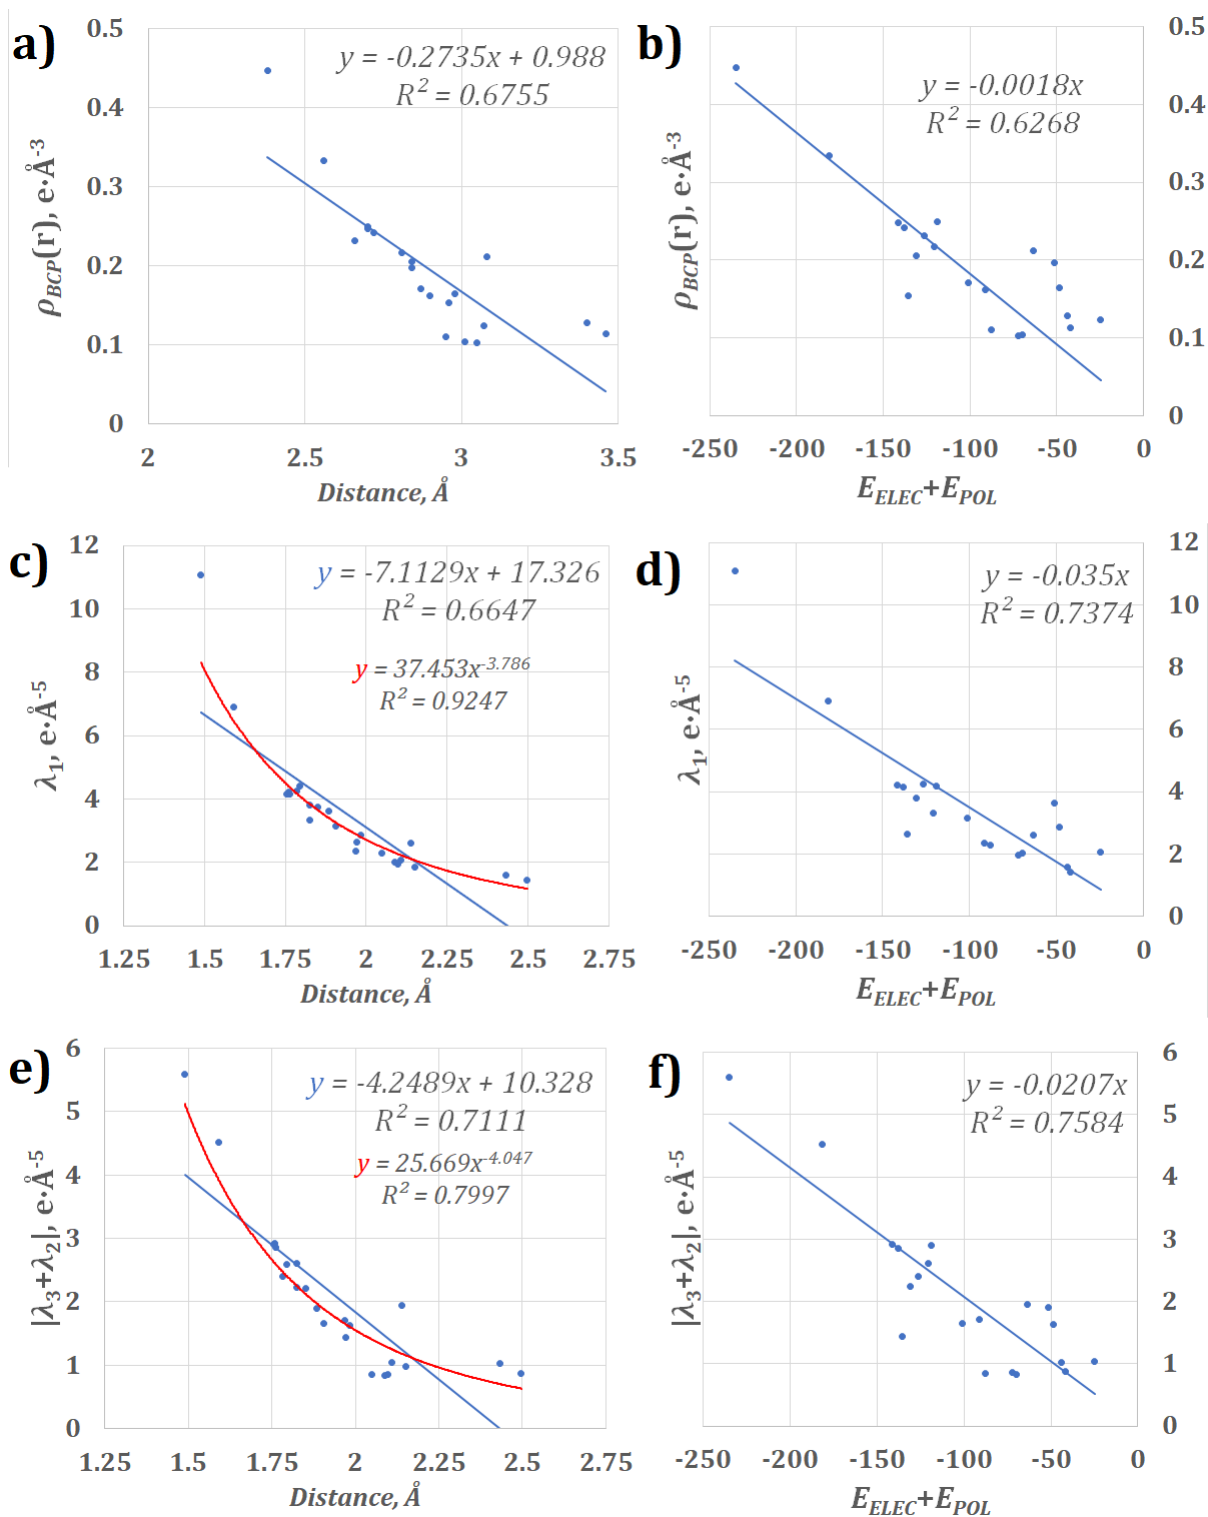 a)
0.5
0.4
0.3
0.2
0.1
0
ρBCP(r), e·Å-3
y = -0.2735x + 0.988
R2 = 0.6755
2
2.5
3
3.5
Distance, Å
b)
y = -0.0018x
R2 = 0.6268
ρBCP(r), e·Å-3
0.5
0.4
0.3
0.2
0.1
0
-250
-200
-150
-100
-50
0
EELEC+EPOL
c)
12
10
8
6
4
2
0
λ1, e·Å-5
y = -7.1129x + 17.326
R2 = 0.6647
y = 37.453x-3.786
R2 = 0.9247
1.25
1.5
1.75
2
2.25
2.5
2.75
Distance, Å
d)
y = -0.035x
R2 = 0.7374
λ1, e·Å-5
12
10
8
6
4
2
0
-250
-200
-150
-100
-50
0
EELEC+EPOL
e)
6
5
4
3
2
1
0
|λ3+λ2|, e·Å-5
y = -4.2489x + 10.328
R2 = 0.7111
y = 25.669x-4.047
R2 = 0.7997
1.25
1.5
1.75
2
2.25
2.5
2.75
Distance, Å
f)
y = -0.0207x
R2 = 0.7584
|λ3+λ2|, e·Å-5
6
5
4
3
2
1
0
-250
-200
-150
-100
-50
0
EELEC+EPOL